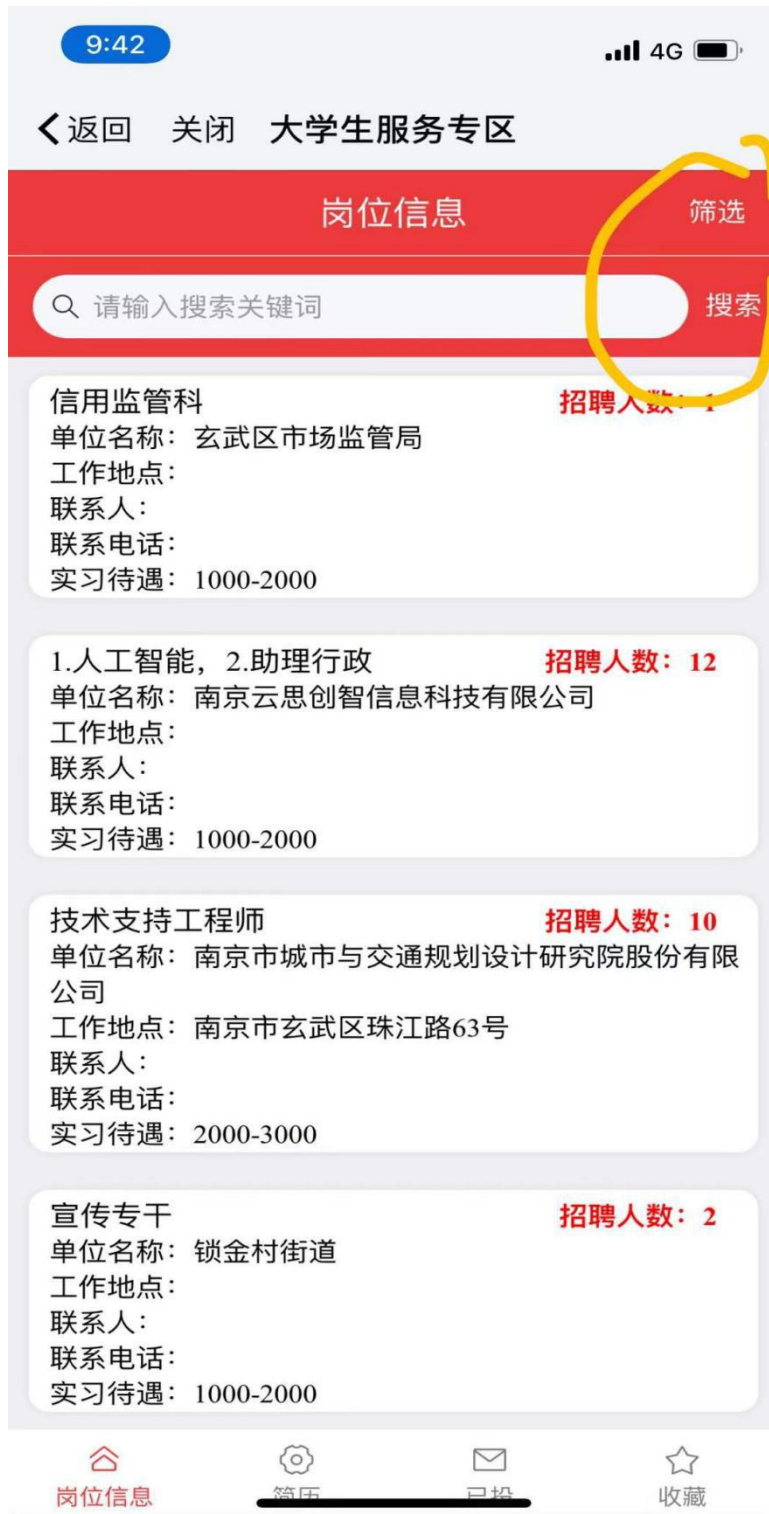 9:42 4G
返回 关闭 大学生服务专区
岗位信息 筛选
请输入搜索关键词 搜索
信用监管科 招聘人数：1
单位名称：玄武区市场监管局
工作地点：
联系人：
联系电话：
实习待遇：1000-2000
1.人工智能，2.助理行政 招聘人数：12
单位名称：南京云思创智信息科技有限公司
工作地点：
联系人：
联系电话：
实习待遇：1000-2000
技术支持工程师 招聘人数：10
单位名称：南京市城市与交通规划设计研究院股份有限
公司
工作地点：南京市玄武区珠江路63号
联系人：
联系电话：
实习待遇：2000-3000
宣传专干 招聘人数：2
单位名称：锁金村街道
工作地点：
联系人：
联系电话：
实习待遇：1000-2000
岗位信息 简历 已投 收藏